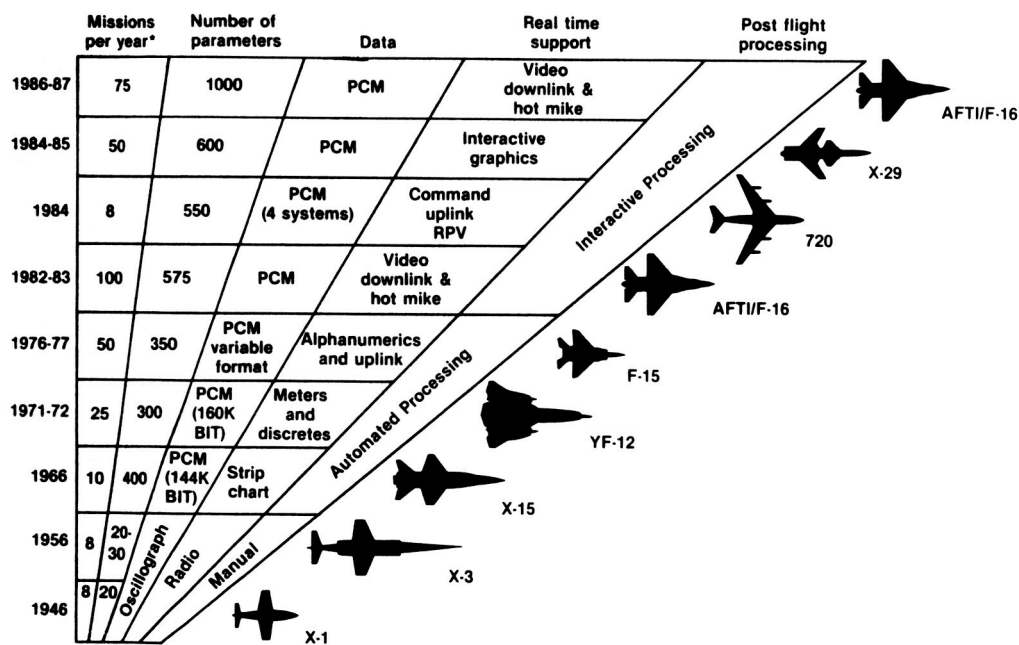 Missions per year*
Number of parameters
Data
Real time support
Post flight processing
1986-87
75
1000
PCM
Video downlink & hot mike
AFTI/F-16
1984-85
50
600
PCM
Interactive graphics
X-29
1984
8
550
PCM (4 systems)
Command uplink RPV
720
1982-83
100
575
PCM
Video downlink & hot mike
AFTI/F-16
Interactive Processing
1976-77
50
350
PCM variable format
Alphanumerics and uplink
F-15
1971-72
25
300
PCM (160K BIT)
Meters and discretes
YF-12
1966
10
400
PCM (144K BIT)
Strip chart
X-15
Automated Processing
1956
8
20-30
X-3
1946
8
20
Oscillograph
Radio
Manual
X-1